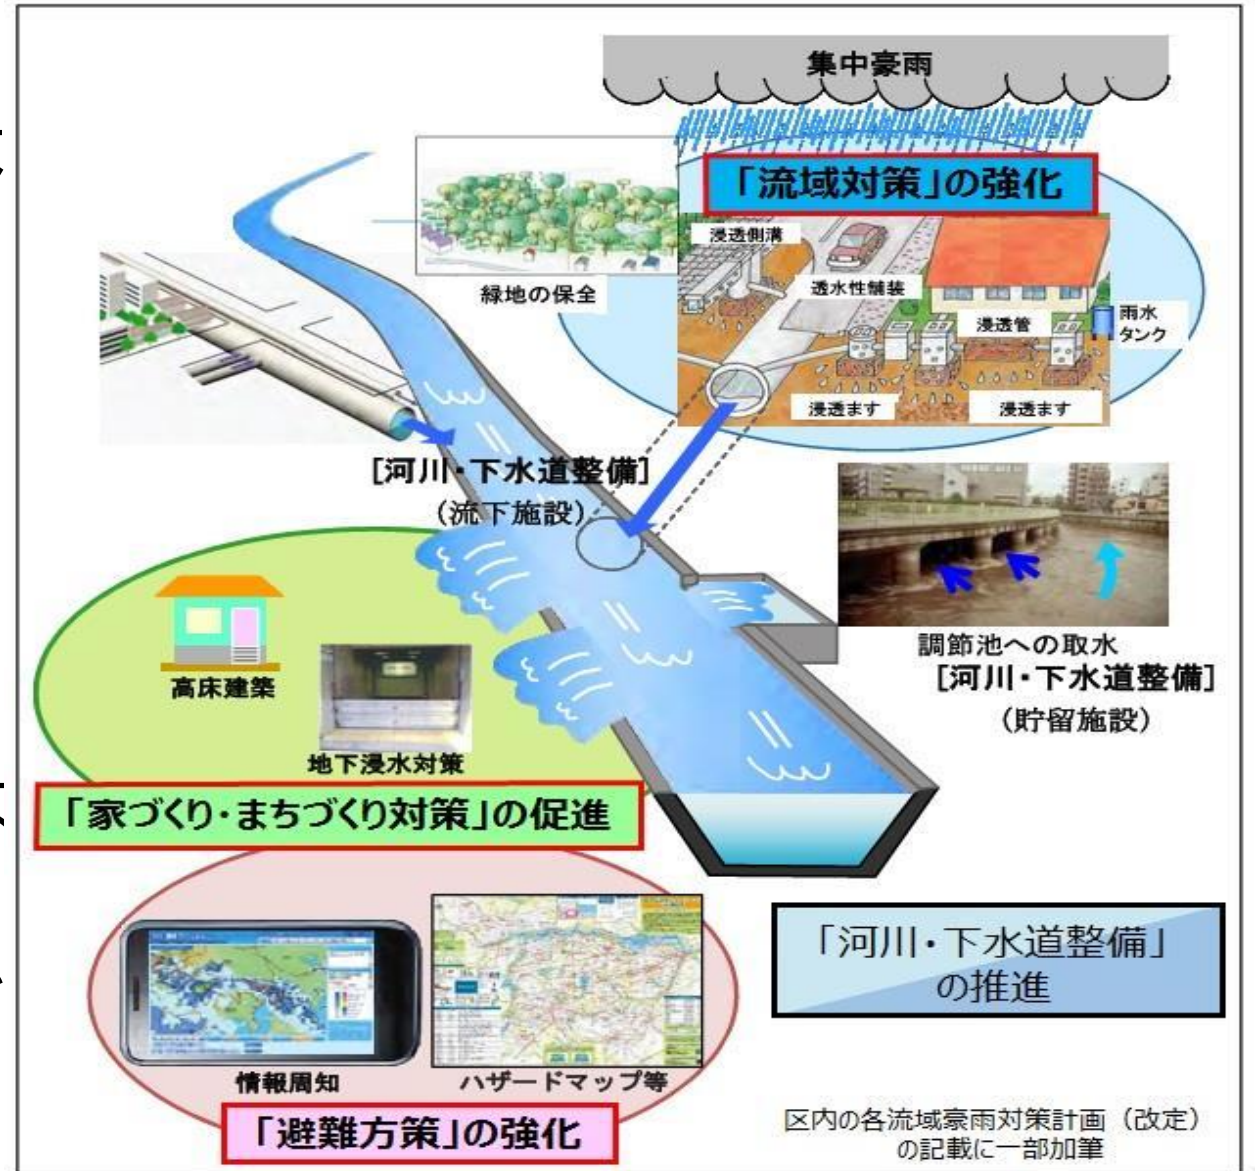 集中豪雨
「流域対策」の強化
浸透側溝
透水性舗装
浸透管
雨水
タンク
浸透ます
浸透ます
緑地の保全
[河川・下水道整備]
(流下施設)
調節池への取水
[河川・下水道整備]
(貯留施設)
高床建築
地下浸水対策
「家づくり・まちづくり対策」の促進
情報周知
ハザードマップ等
「避難方策」の強化
「河川・下水道整備」
の推進
区内の各流域豪雨対策計画(改定)
の記載に一部加筆